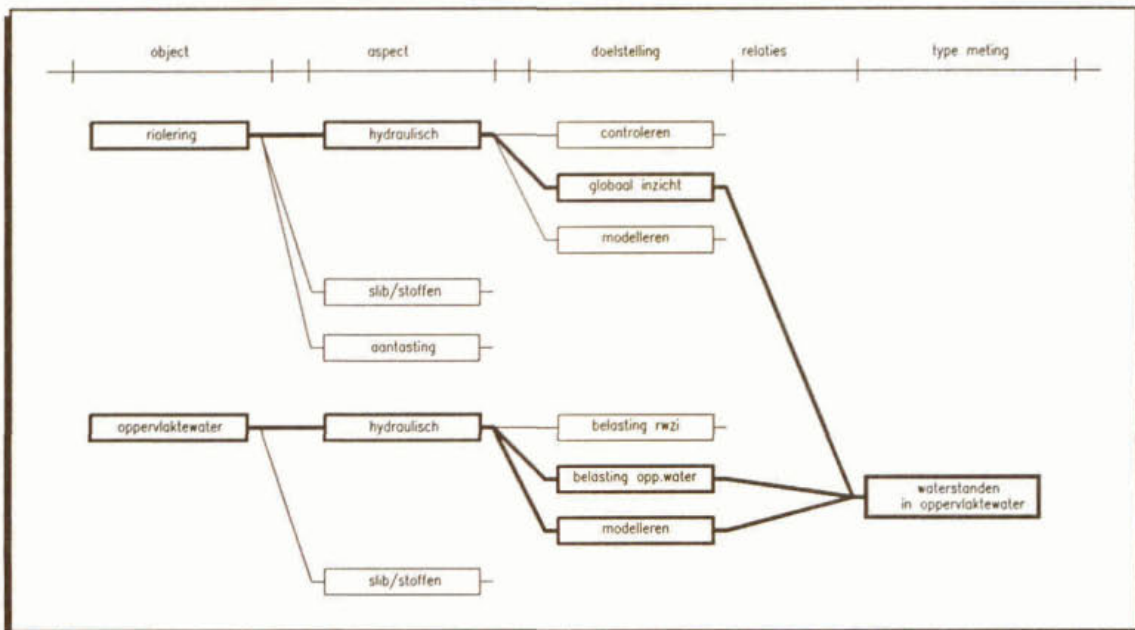 object aspect doelstelling relaties type meting
riolering hydraulisch controleren
globaal inzicht
modelleren
slib/stoffen
aantasting
oppervlaktewater hydraulisch belasting rwzi
belasting opp.water
waterstanden
in oppervlaktewater
modelleren
slib/stoffen